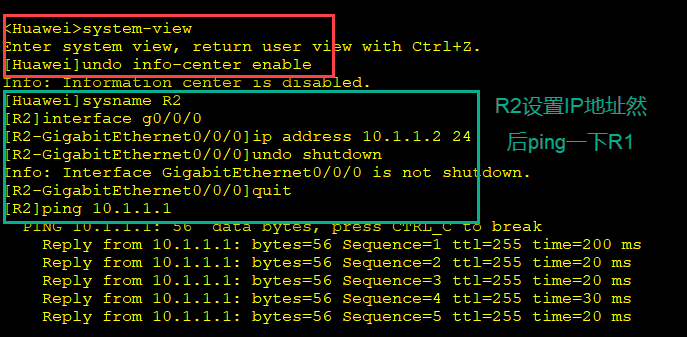 <Huawei>system-view
Enter system view, return user view with Ctrl+Z.
[Huawei]undo info-center enable
Info: Information center is disabled.
[Huawei]sysname R2
[R2]interface g0/0/0
[R2-GigabitEthernet0/0/0]ip address 10.1.1.2 24
[R2-GigabitEthernet0/0/0]undo shutdown
Info: Interface GigabitEthernet0/0/0 is not shutdown.
[R2-GigabitEthernet0/0/0]quit
[R2]ping 10.1.1.1
PING 10.1.1.1: 56  data bytes, press CTRL_C to break
Reply from 10.1.1.1: bytes=56 Sequence=1 ttl=255 time=200 ms
Reply from 10.1.1.1: bytes=56 Sequence=2 ttl=255 time=20 ms
Reply from 10.1.1.1: bytes=56 Sequence=3 ttl=255 time=20 ms
Reply from 10.1.1.1: bytes=56 Sequence=4 ttl=255 time=30 ms
Reply from 10.1.1.1: bytes=56 Sequence=5 ttl=255 time=20 ms
R2设置IP地址然
后ping一下R1